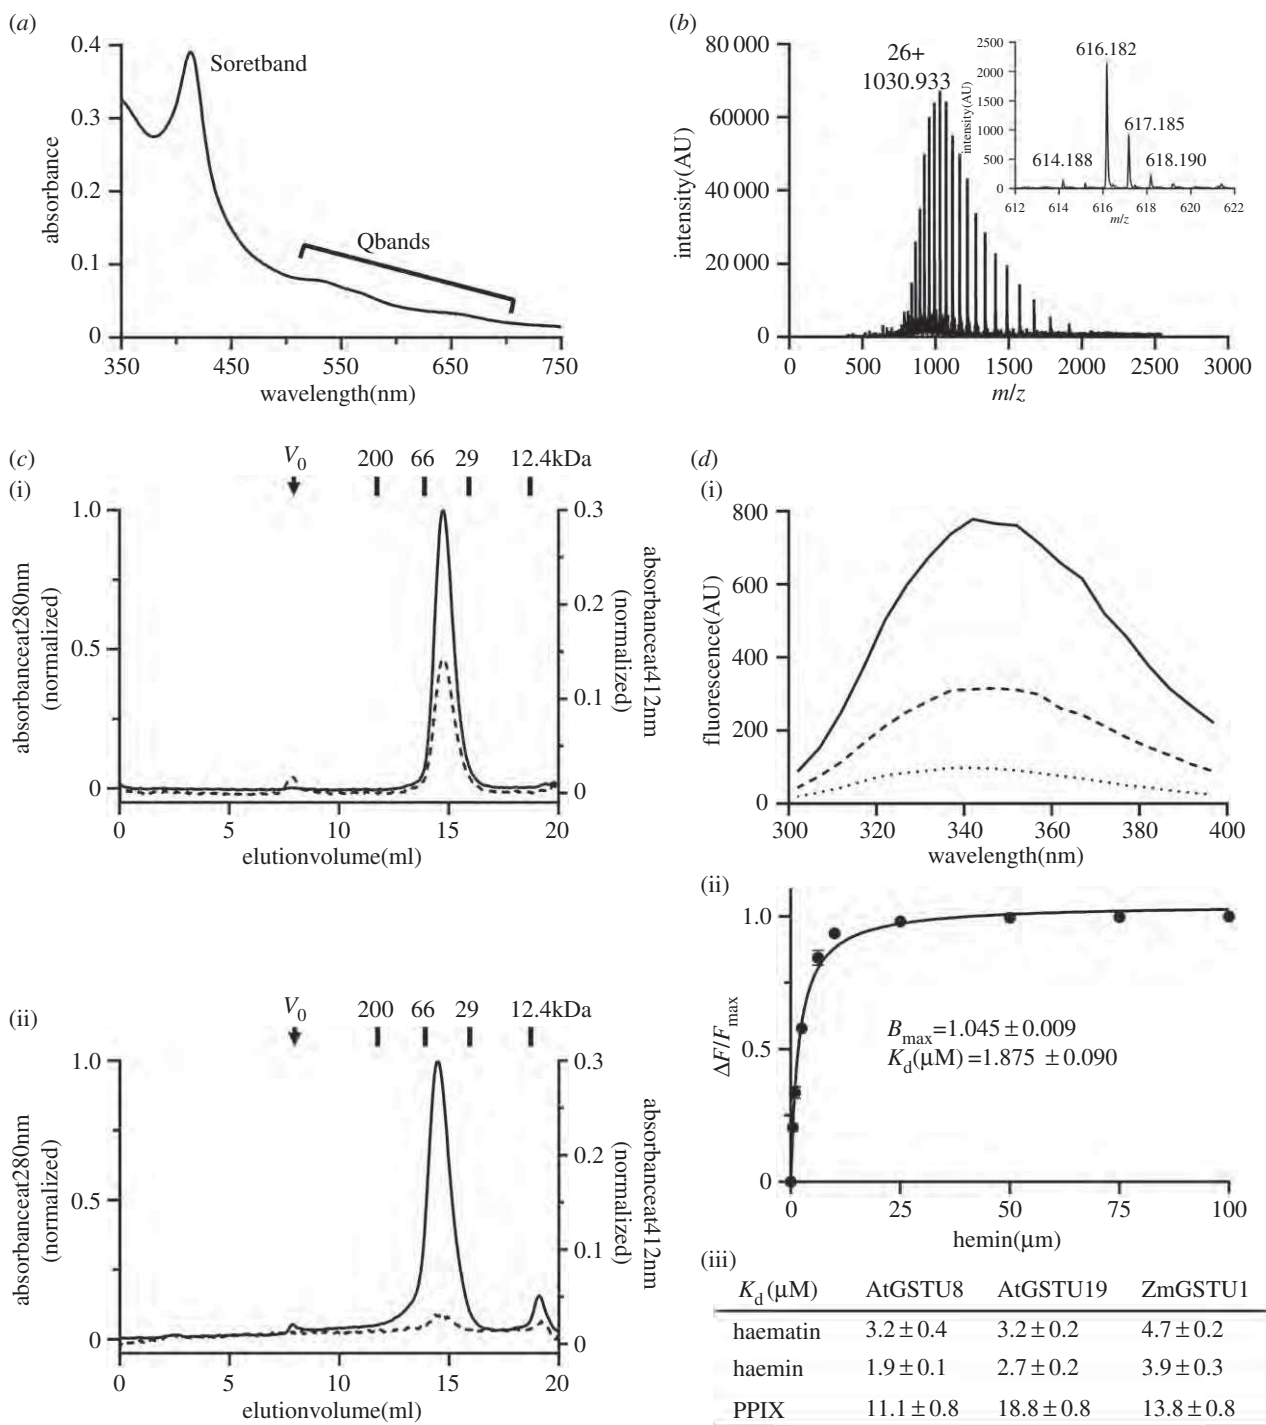 (a)
0.4
0.3
0.2
0.1
0
absorbance
Soretband
Qbands
350 450 550 650 750
wavelength(nm)
(b)
80 000
60000
40 000
20 000
0
intensity(AU)
26+
1030.933
0 500 1000 1500 2000 2500 3000
m/z
2500
2000
1500
1000
500
0
intensity(AU)
616.182
617.185
614.188
618.190
612 614 616 618 620 622
m/z
(c)
(i)
V0 200 66 29 12.4kDa
1.0
0.5
0
absorbanceat280nm
(normalized)
0.3
0.2
0.1
0
absorbanceat412nm
(normalized)
0 5 10 15 20
elutionvolume(ml)
(ii)
V0 200 66 29 12.4kDa
1.0
0.5
0
absorbanceat280nm
(normalized)
0.3
0.2
0.1
0
absorbanceat412nm
(normalized)
0 5 10 15 20
elutionvolume(ml)
(d)
(i)
800
600
400
200
0
fluorescence(AU)
300 320 340 360 380 400
wavelength(nm)
(ii)
1.0
0.5
0
ΔF/Fmax
Bmax=1.045 ± 0.009
Kd(µM) =1.875 ± 0.090
0 25 50 75 100
hemin(µm)
(iii)
Kd (µM) AtGSTU8 AtGSTU19 ZmGSTU1
haematin 3.2 ± 0.4 3.2 ± 0.2 4.7 ± 0.2
haemin 1.9 ± 0.1 2.7 ± 0.2 3.9 ± 0.3
PPIX 11.1 ± 0.8 18.8 ± 0.8 13.8 ± 0.8